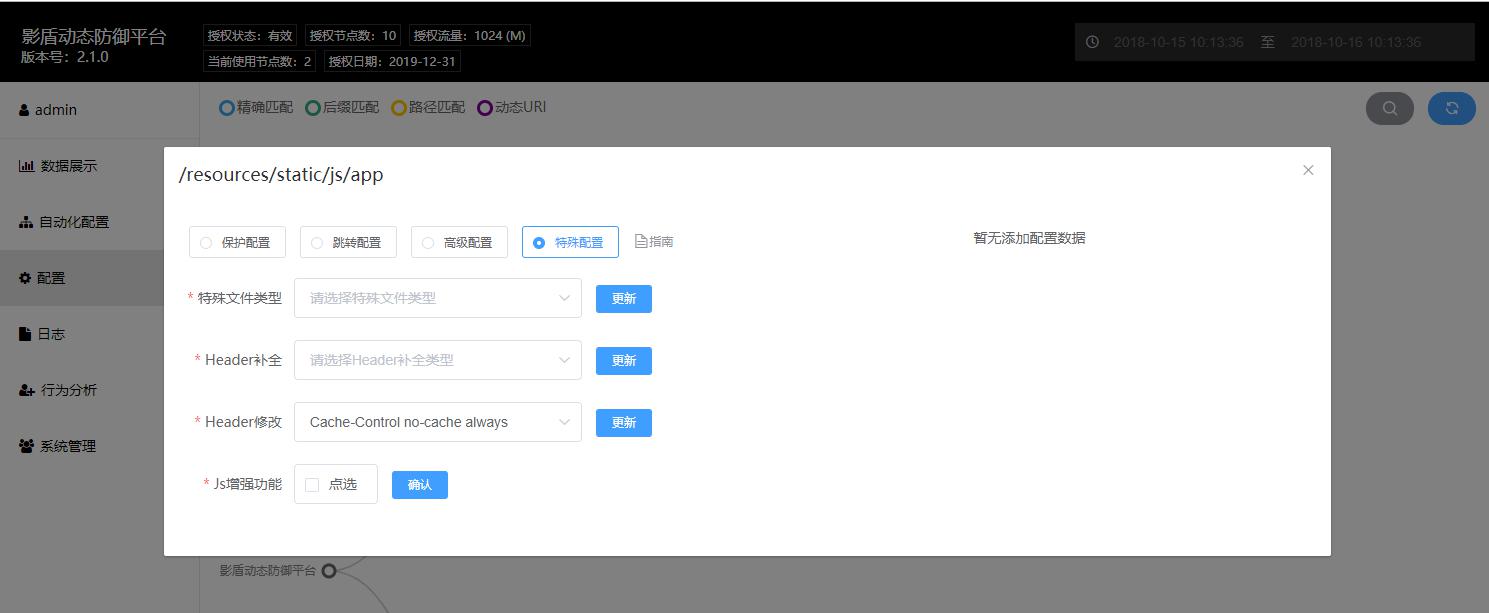 影盾动态防御平台
版本号：2.1.0
授权状态：有效 授权节点数：10 授权流量：1024 (M)
当前使用节点数：2 授权日期：2019-12-31
2018-10-15 10:13:36 至 2018-10-16 10:13:36
admin
精确匹配 后缀匹配 路径匹配 动态URI
数据展示
自动化配置
配置
日志
行为分析
系统管理
/resources/static/js/app
保护配置 跳转配置 高级配置 特殊配置 指南
暂无添加配置数据
* 特殊文件类型 请选择特殊文件类型 更新
* Header补全 请选择Header补全类型 更新
* Header修改 Cache-Control no-cache always 更新
* Js增强功能 点选 确认
影盾动态防御平台